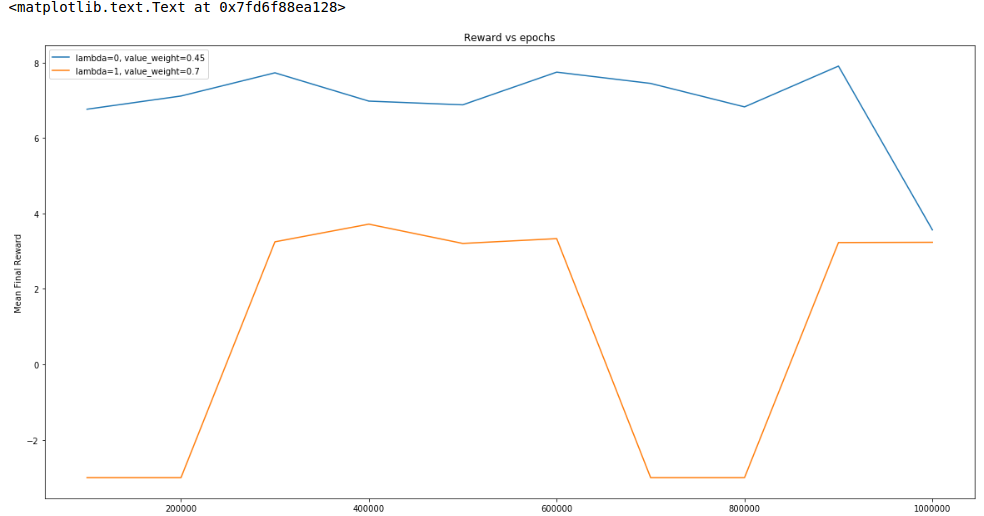 <matplotlib.text.Text at 0x7fd6f88ea128>
Reward vs epochs
lambda=0, value_weight=0.45
lambda=1, value_weight=0.7
Mean Final Reward
8
6
4
2
0
−2
200000 400000 600000 800000 1000000